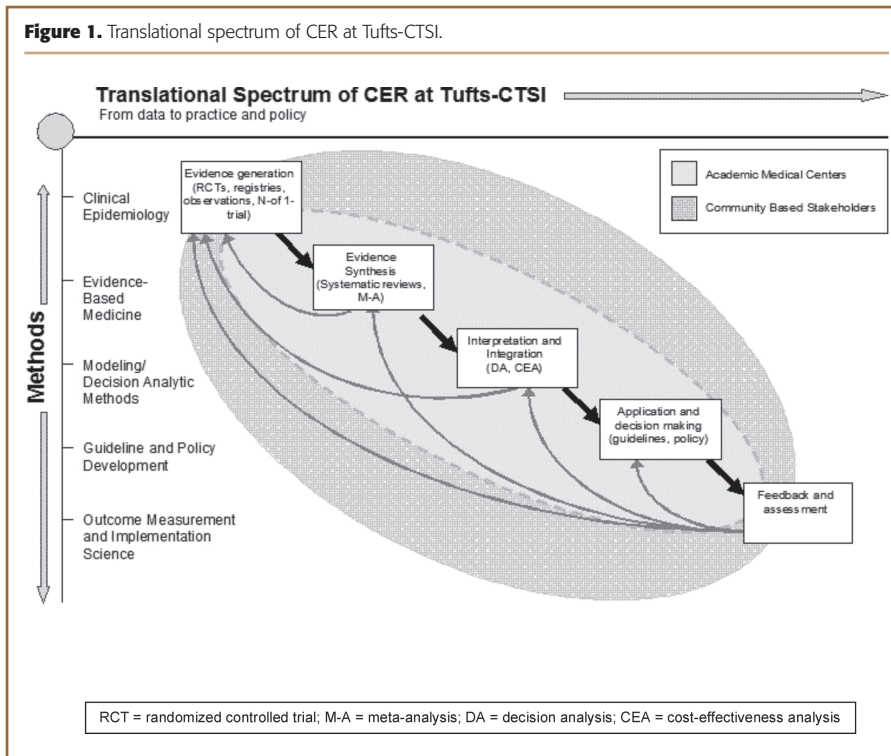 Figure 1. Translational spectrum of CER at Tufts-CTSI.
Translational Spectrum of CER at Tufts-CTSI
From data to practice and policy
Methods
Clinical
Epidemiology
Evidence-
Based
Medicine
Modeling/
Decision Analytic
Methods
Guideline and Policy
Development
Outcome Measurement
and Implementation
Science
Evidence generation
(RCTs, registries,
observations, N-of 1-
trial)
Evidence
Synthesis
(Systematic reviews,
M-A)
Interpretation and
Integration
(DA, CEA)
Application and
decision making
(guidelines, policy)
Feedback and
assessment
Academic Medical Centers
Community Based Stakeholders
RCT = randomized controlled trial; M-A = meta-analysis; DA = decision analysis; CEA = cost-effectiveness analysis